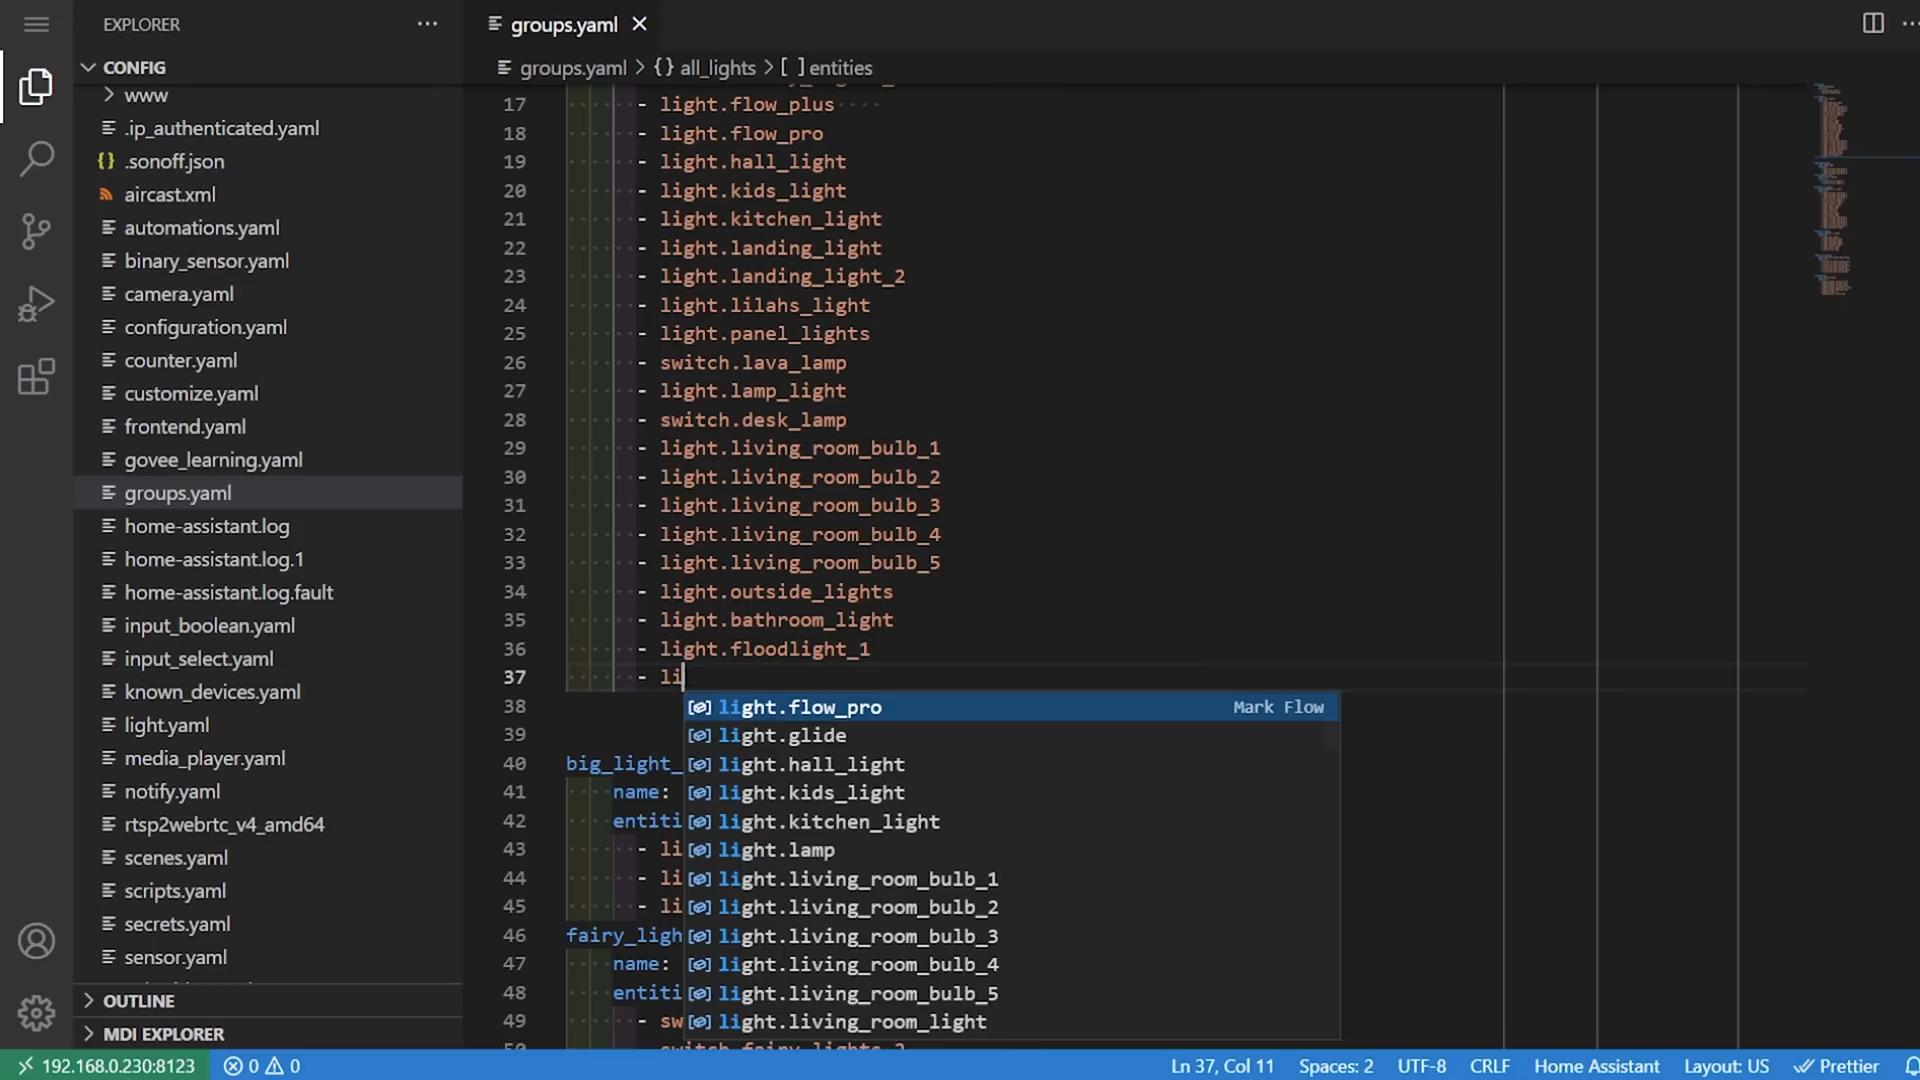 EXPLORER
CONFIG
www
.ip_authenticated.yaml
.sonoff.json
aircast.xml
automations.yaml
binary_sensor.yaml
camera.yaml
configuration.yaml
counter.yaml
customize.yaml
frontend.yaml
govee_learning.yaml
groups.yaml
home-assistant.log
home-assistant.log.1
home-assistant.log.fault
input_boolean.yaml
input_select.yaml
known_devices.yaml
light.yaml
media_player.yaml
notify.yaml
rtsp2webrtc_v4_amd64
scenes.yaml
scripts.yaml
secrets.yaml
sensor.yaml
OUTLINE
MDI EXPLORER
groups.yaml
groups.yaml > {} all_lights > [ ] entities
17 - light.flow_plus
18 - light.flow_pro
19 - light.hall_light
20 - light.kids_light
21 - light.kitchen_light
22 - light.landing_light
23 - light.landing_light_2
24 - light.lilahs_light
25 - light.panel_lights
26 - switch.lava_lamp
27 - light.lamp_light
28 - switch.desk_lamp
29 - light.living_room_bulb_1
30 - light.living_room_bulb_2
31 - light.living_room_bulb_3
32 - light.living_room_bulb_4
33 - light.living_room_bulb_5
34 - light.outside_lights
35 - light.bathroom_light
36 - light.floodlight_1
37 - li
38
39
40 big_light_
41 name:
42 entiti
43 - li
44 - li
45 - li
46 fairy_ligh
47 name:
48 entiti
49 - sw
light.flow_pro Mark Flow
light.glide
light.hall_light
light.kids_light
light.kitchen_light
light.lamp
light.living_room_bulb_1
light.living_room_bulb_2
light.living_room_bulb_3
light.living_room_bulb_4
light.living_room_bulb_5
light.living_room_light
192.168.0.230:8123 0 0 Ln 37, Col 11 Spaces: 2 UTF-8 CRLF Home Assistant Layout: US Prettier